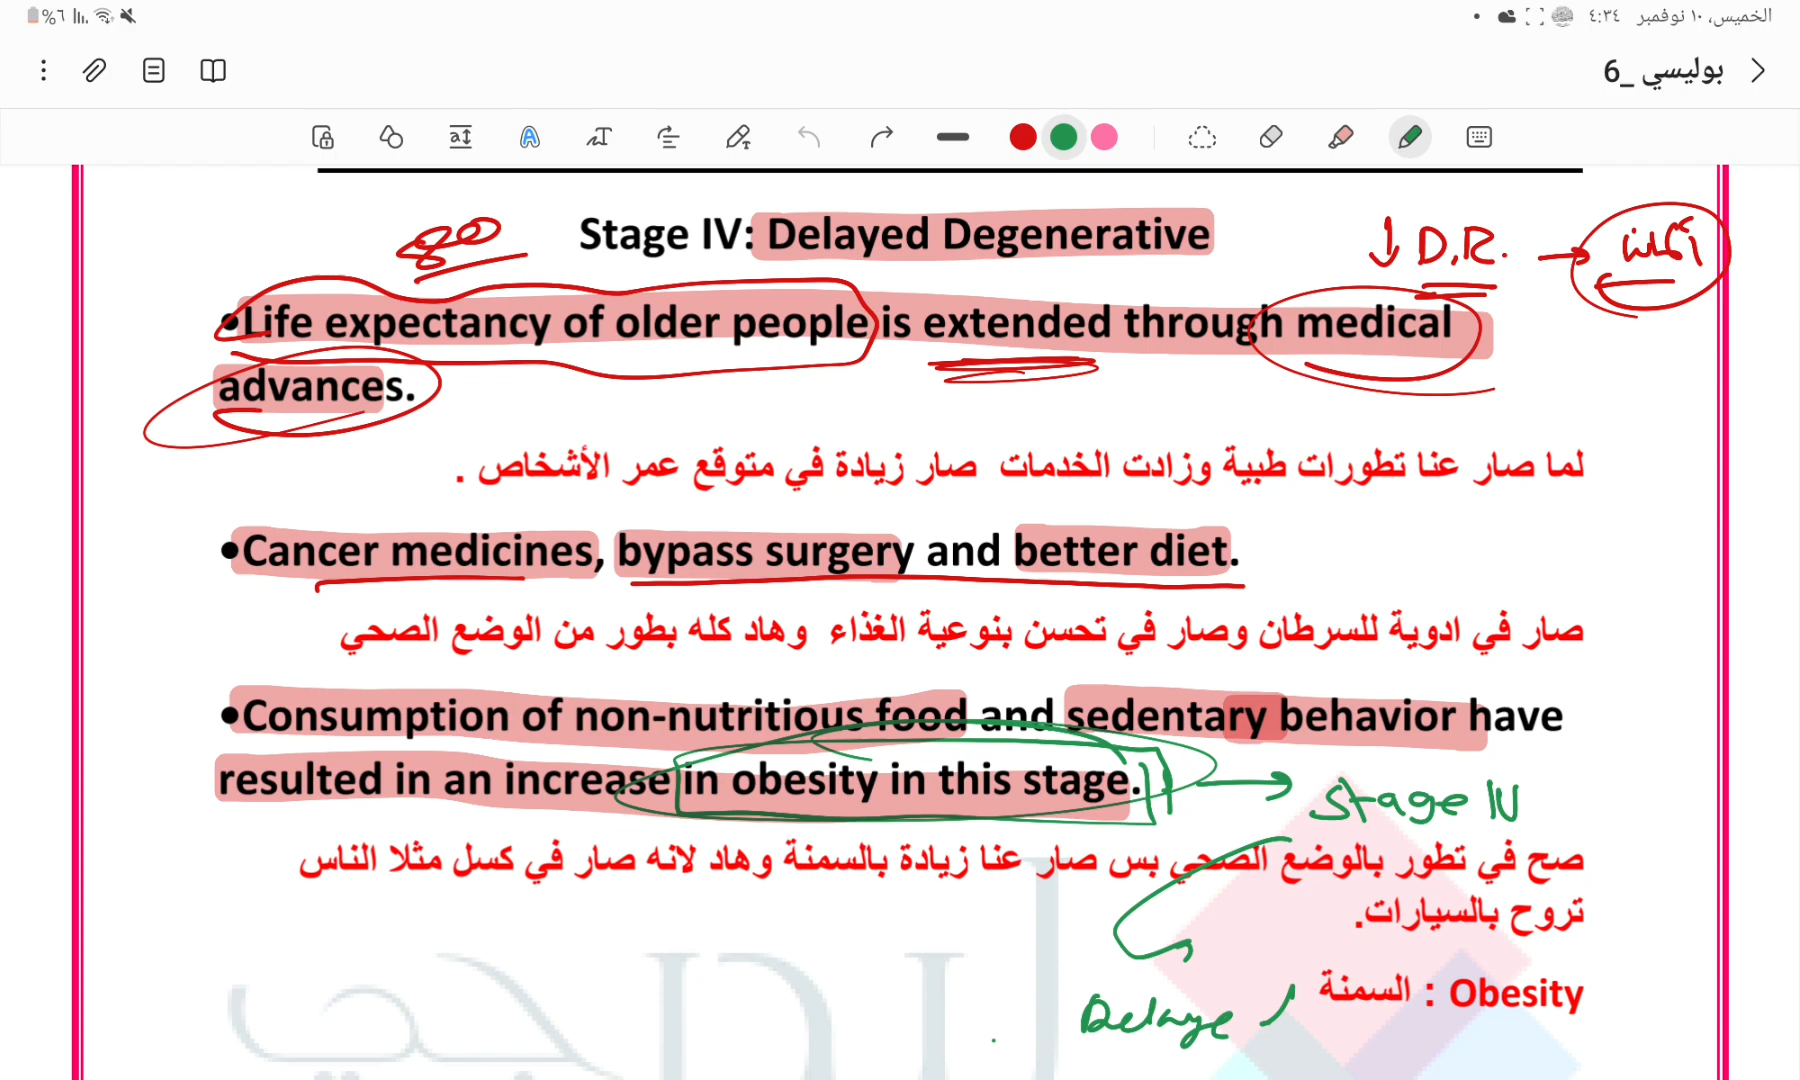 الخميس، ١٠ نوفمبر ٤:٣٤
%٦
بوليسي _6
Stage IV: Delayed Degenerative
80
↓ D.R. →
•Life expectancy of older people is extended through medical
advances.
لما صار عنا تطورات طبية وزادت الخدمات صار زيادة في متوقع عمر الأشخاص .
•Cancer medicines, bypass surgery and better diet.
صار في ادوية للسرطان وصار في تحسن بنوعية الغذاء وهاد كله بطور من الوضع الصحي
•Consumption of non-nutritious food and sedentary behavior have
resulted in an increase in obesity in this stage.
→ Stage IV
صح في تطور بالوضع الصحي بس صار عنا زيادة بالسمنة وهاد لانه صار في كسل مثلا الناس
تروح بالسيارات.
Obesity : السمنة
Delaye